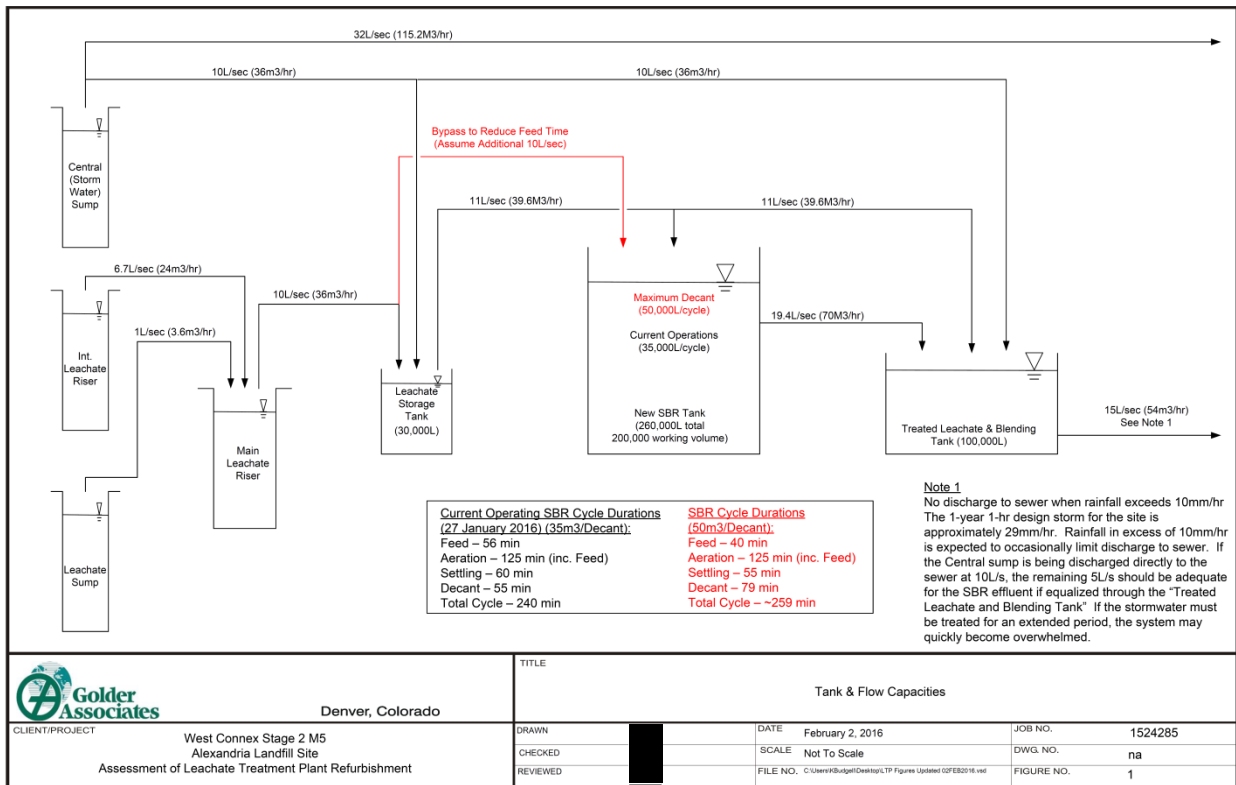 32L/sec (115.2M3/hr)
10L/sec (36m3/hr)
10L/sec (36m3/hr)
Bypass to Reduce Feed Time
(Assume Additional 10L/sec)
Central
(Storm
Water)
Sump
11L/sec (39.6M3/hr)
11L/sec (39.6M3/hr)
6.7L/sec (24m3/hr)
10L/sec (36m3/hr)
Maximum Decant
(50,000L/cycle)
Current Operations
(35,000L/cycle)
19.4L/sec (70M3/hr)
1L/sec (3.6m3/hr)
Int.
Leachate
Riser
Leachate
Storage
Tank
(30,000L)
New SBR Tank
(260,000L total
200,000 working volume)
Treated Leachate & Blending
Tank (100,000L)
15L/sec (54m3/hr)
See Note 1
Main
Leachate
Riser
Leachate
Sump
Current Operating SBR Cycle Durations
(27 January 2016) (35m3/Decant):
Feed – 56 min
Aeration – 125 min (inc. Feed)
Settling – 60 min
Decant – 55 min
Total Cycle – 240 min
SBR Cycle Durations
(50m3/Decant):
Feed – 40 min
Aeration – 125 min (inc. Feed)
Settling – 55 min
Decant – 79 min
Total Cycle – ~259 min
Note 1
No discharge to sewer when rainfall exceeds 10mm/hr
The 1-year 1-hr design storm for the site is
approximately 29mm/hr. Rainfall in excess of 10mm/hr
is expected to occasionally limit discharge to sewer. If
the Central sump is being discharged directly to the
sewer at 10L/s, the remaining 5L/s should be adequate
for the SBR effluent if equalized through the “Treated
Leachate and Blending Tank” If the stormwater must
be treated for an extended period, the system may
quickly become overwhelmed.
Golder
Associates
Denver, Colorado
TITLE
Tank & Flow Capacities
CLIENT/PROJECT
West Connex Stage 2 M5
Alexandria Landfill Site
Assessment of Leachate Treatment Plant Refurbishment
DRAWN
DATE February 2, 2016
JOB NO. 1524285
CHECKED
SCALE Not To Scale
DWG. NO. na
REVIEWED
FILE NO. C:\Users\KBudgell\Desktop\LTP Figures Updated 02FEB2016.vsd
FIGURE NO. 1